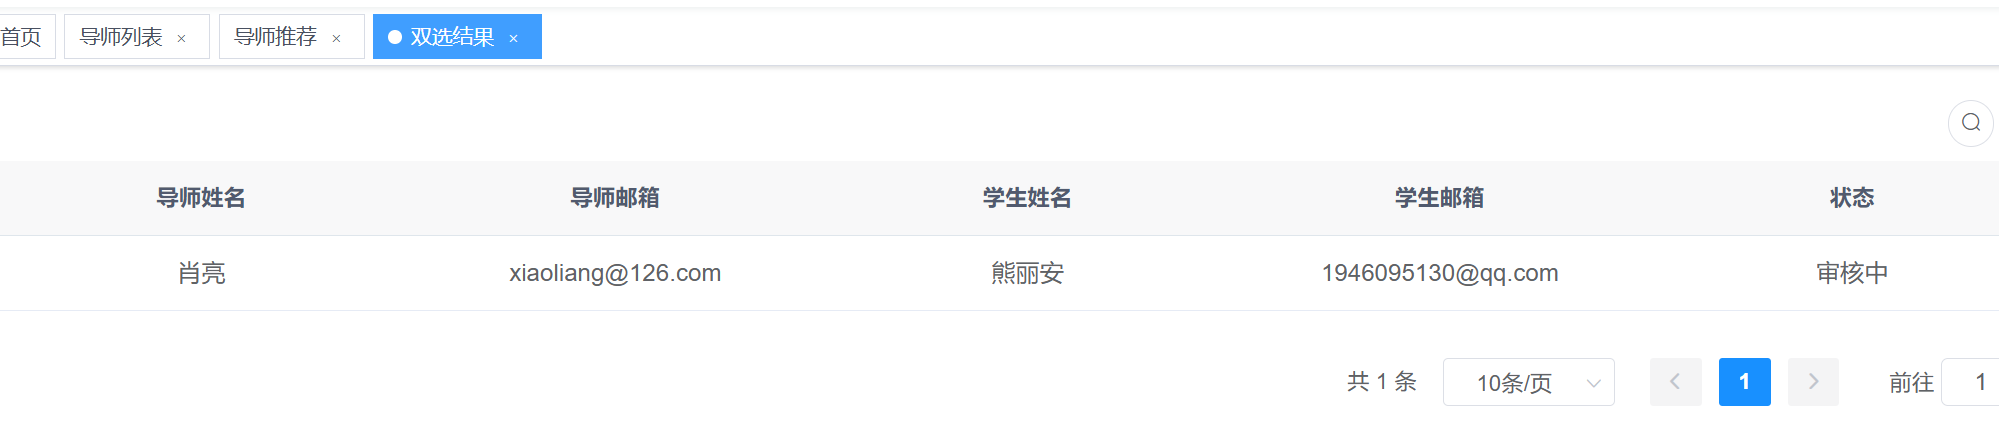 首页 导师列表 × 导师推荐 × 双选结果 ×
导师姓名 导师邮箱 学生姓名 学生邮箱 状态
肖亮 xiaoliang@126.com 熊丽安 1946095130@qq.com 审核中
共 1 条 10条/页 1 前往 1